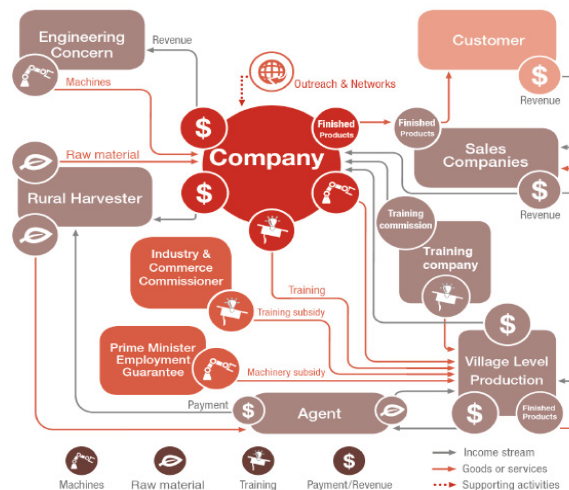 Engineering
Concern
Revenue
Machines
Outreach & Networks
Customer
Revenue
Finished
Products
Finished
Products
Company
Raw material
Rural Harvester
Sales
Companies
Revenue
Training
commission
Training
company
Industry &
Commerce
Commissioner
Training
Training subsidy
Prime Minister
Employment
Guarantee
Machinery subsidy
Village Level
Production
Payment
Agent
Finished
Products
Machines
Raw material
Training
Payment/Revenue
Income stream
Goods or services
Supporting activities